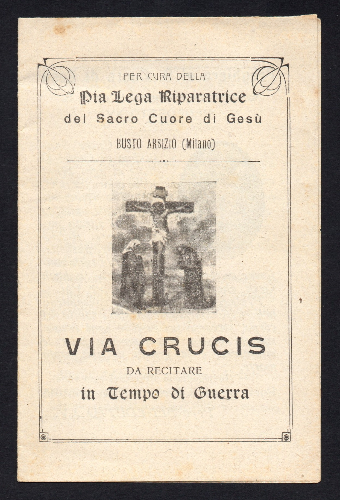 PER CURA DELLA
Pia Lega Riparatrice
del Sacro Cuore di Gesù
BUSTO ARSIZIO (Milano)
VIA CRUCIS
DA RECITARE
in Tempo di Guerra